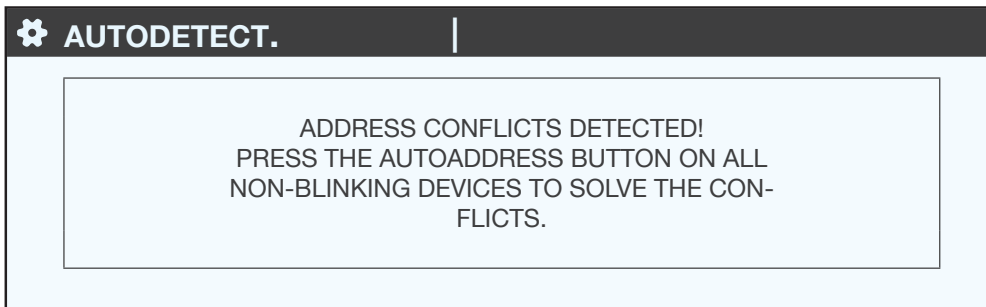 AUTODETECT.
ADDRESS CONFLICTS DETECTED!
PRESS THE AUTOADDRESS BUTTON ON ALL
NON-BLINKING DEVICES TO SOLVE THE CON-
FLICTS.